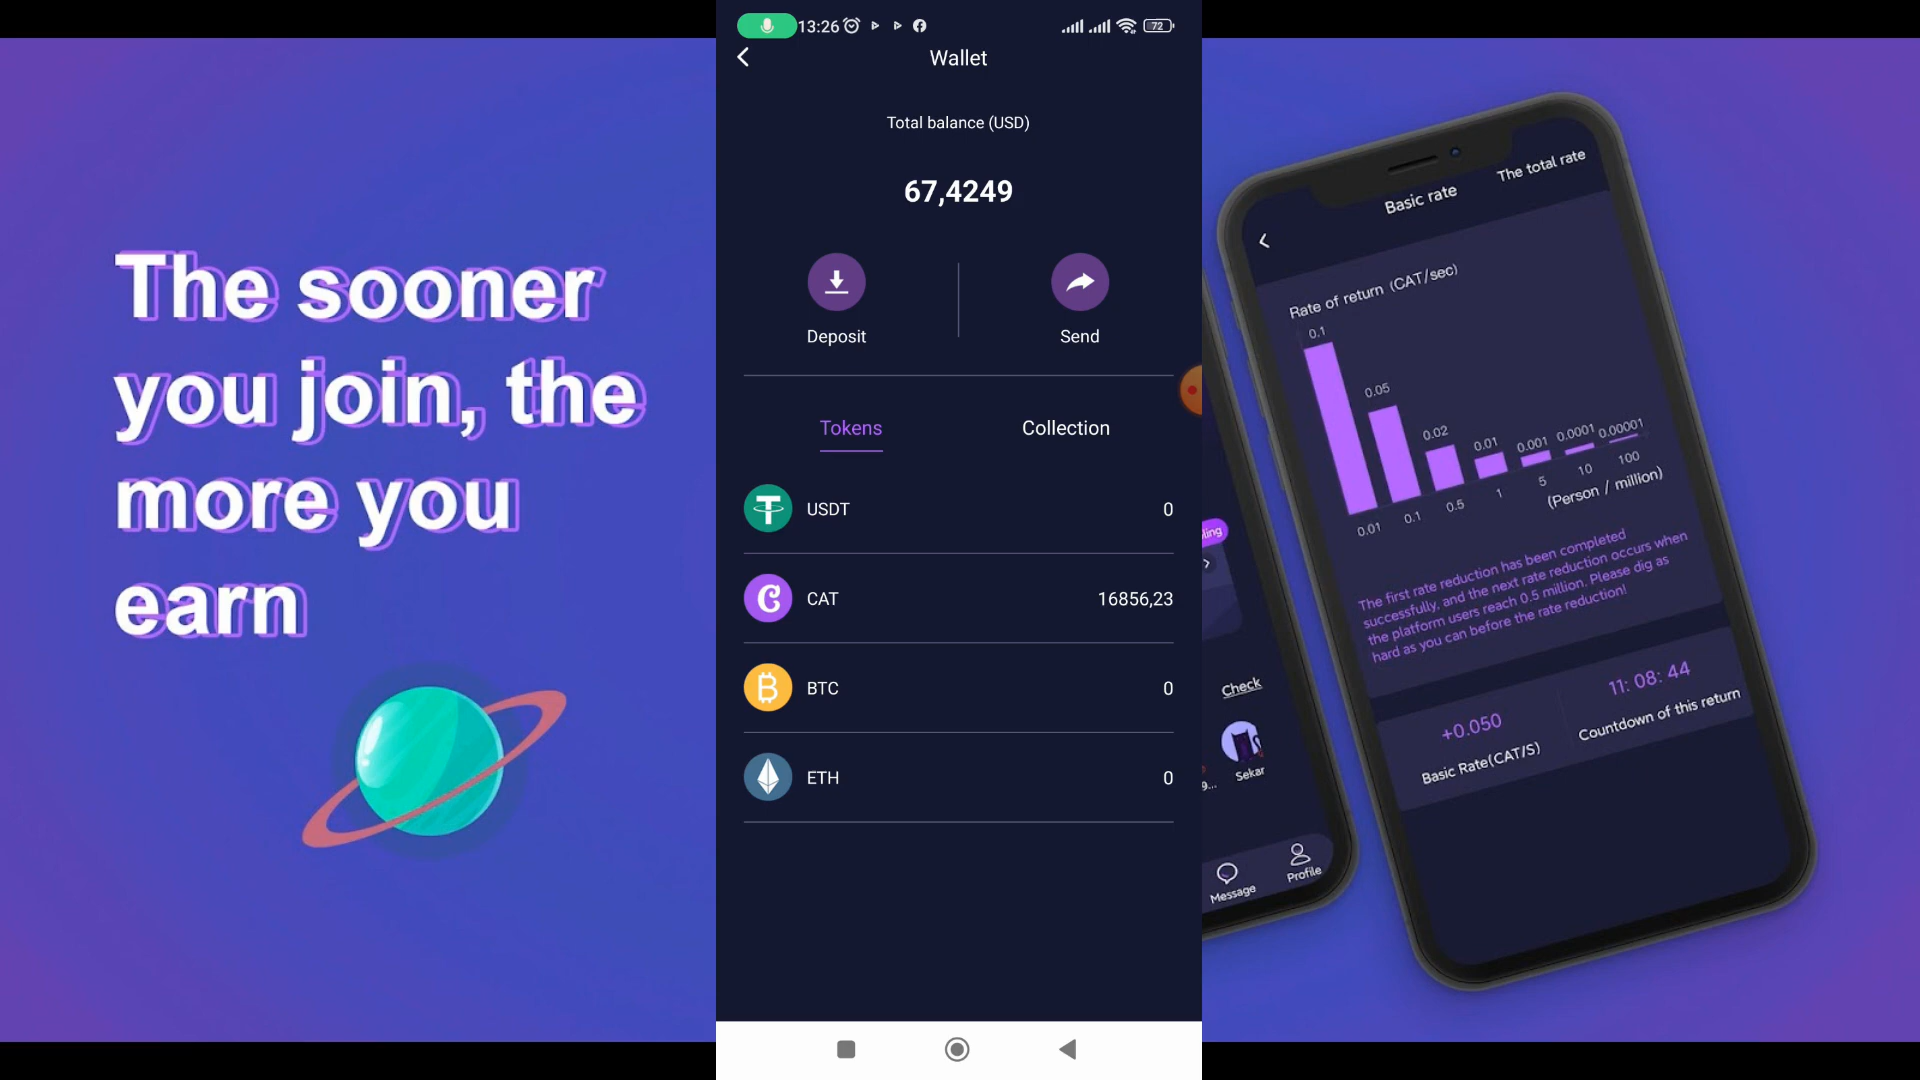 The sooner
you join, the
more you
earn
13:26
72
Wallet
Total balance (USD)
67,4249
Deposit
Send
Tokens
Collection
USDT
0
CAT
16856,23
BTC
0
ETH
0
Basic rate
The total rate
Rate of return (CAT/sec)
0.1
0.05
0.02
0.01
0.001
0.0001
0.00001
0.01
0.1
0.5
1
5
10
100
(Person / million)
The first rate reduction has been completed
successfully, and the next rate reduction occurs when
the platform users reach 0.5 million. Please dig as
hard as you can before the rate reduction!
+0.050
Basic Rate(CAT/S)
11: 08: 44
Countdown of this return
Check
9...
Sekar
Message
Profile